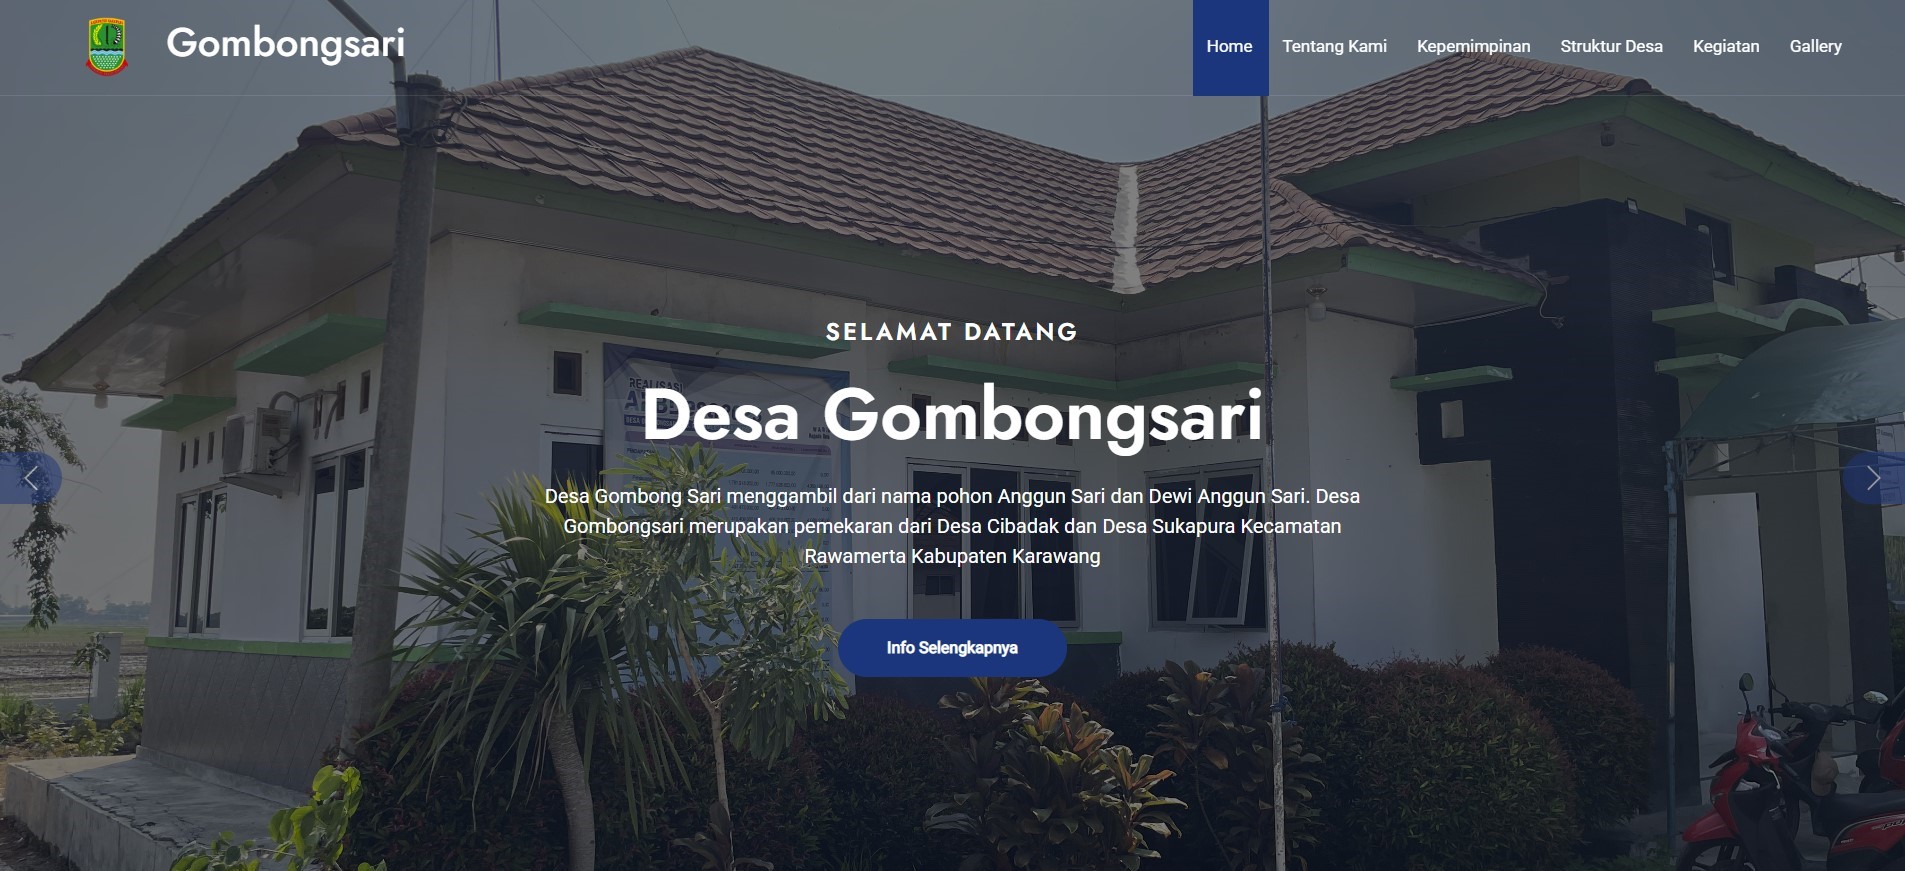 Gombongsari
Home Tentang Kami Kepemimpinan Struktur Desa Kegiatan Gallery
SELAMAT DATANG
REALISASI
Desa Gombongsari
Desa Gombong Sari menggambil dari nama pohon Anggun Sari dan Dewi Anggun Sari. Desa
Gombongsari merupakan pemekaran dari Desa Cibadak dan Desa Sukapura Kecamatan
Rawamerta Kabupaten Karawang
Info Selengkapnya